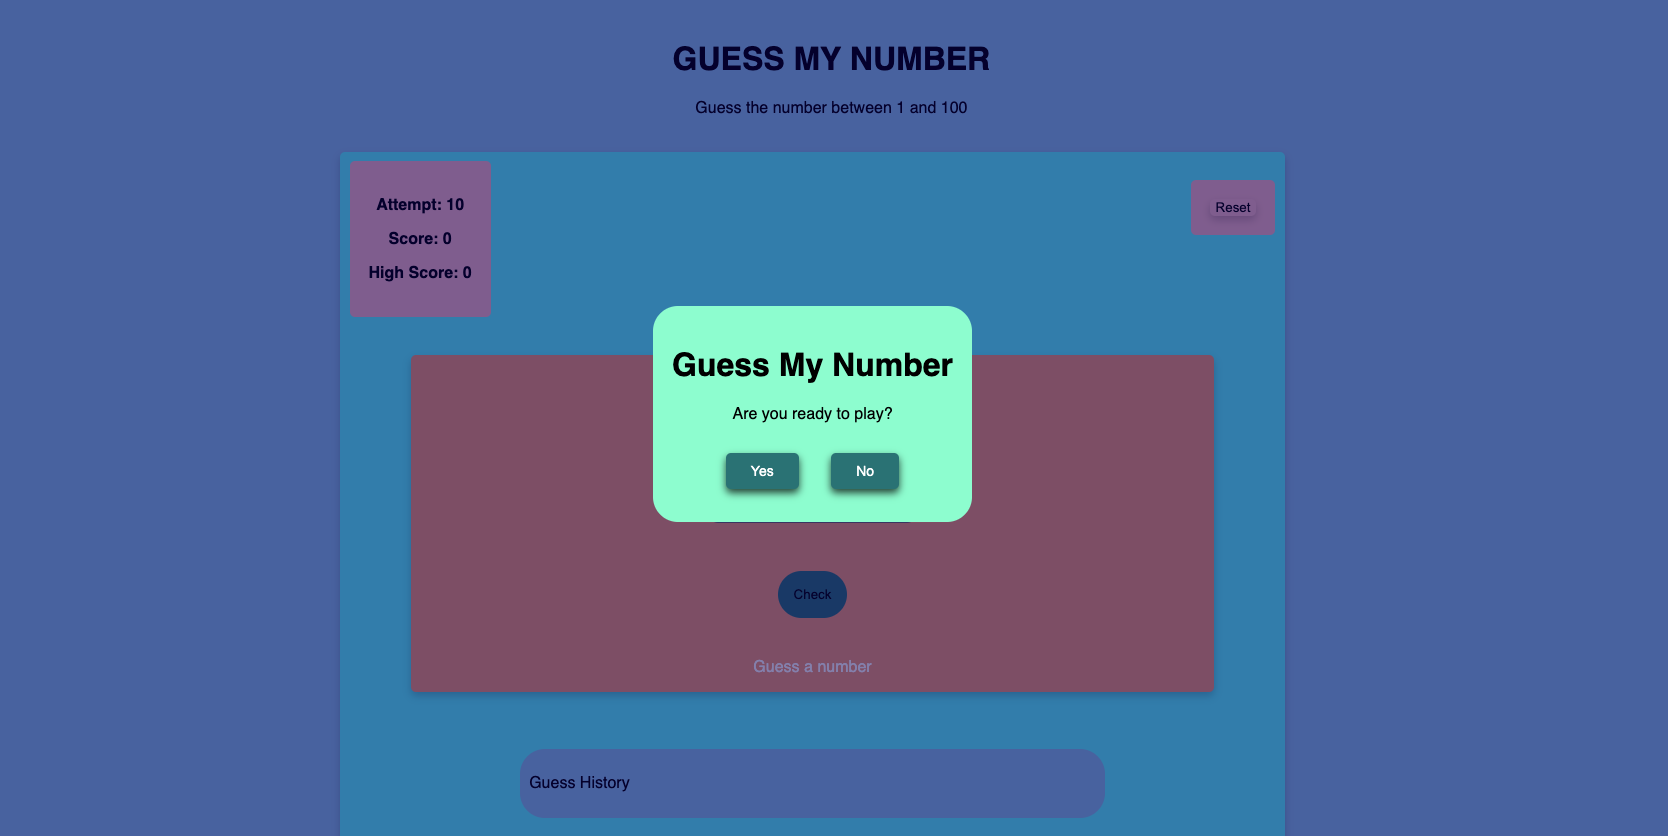 GUESS MY NUMBER
Guess the number between 1 and 100
Attempt: 10
Score: 0
High Score: 0
Reset
Guess My Number
Are you ready to play?
Yes No
Check
Guess a number
Guess History